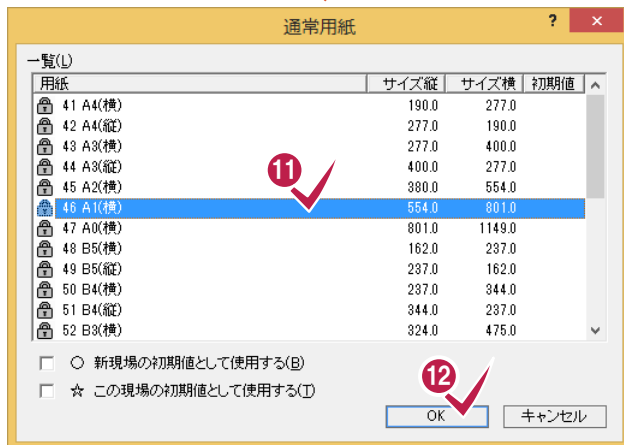 通常用紙 ? ×
一覧(L)
用紙 サイズ縦 サイズ横 初期値
41 A4(横) 190.0 277.0
42 A4(縦) 277.0 190.0
43 A3(横) 277.0 400.0
44 A3(縦) 400.0 277.0
45 A2(横) 380.0 554.0
46 A1(横) 554.0 801.0
47 A0(横) 801.0 1149.0
48 B5(横) 162.0 237.0
49 B5(縦) 237.0 162.0
50 B4(横) 237.0 344.0
51 B4(縦) 344.0 237.0
52 B3(横) 324.0 475.0
11
○ 新現場の初期値として使用する(B)
☆ この現場の初期値として使用する(T)
12
OK キャンセル